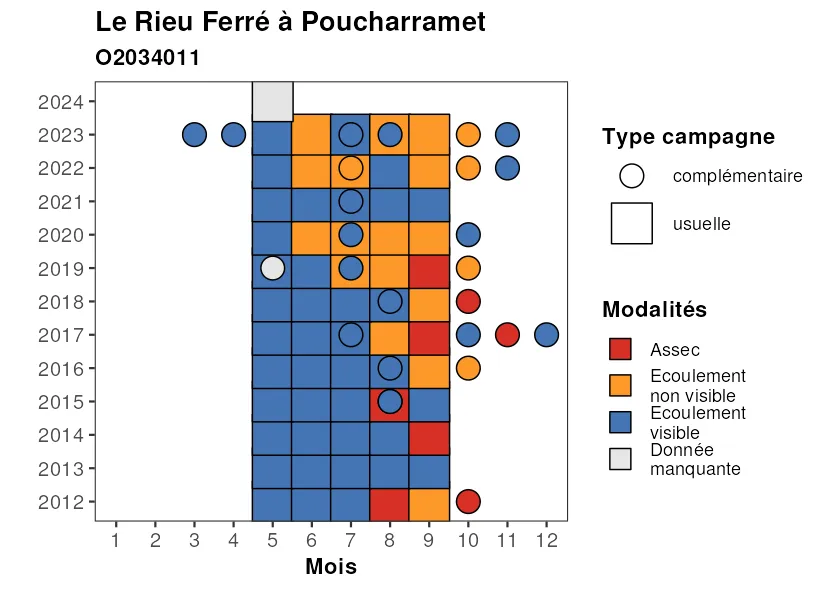 Le Rieu Ferré à Poucharramet
O2034011
2024
2023
2022
2021
2020
2019
2018
2017
2016
2015
2014
2013
2012
1 2 3 4 5 6 7 8 9 10 11 12
Mois
Type campagne
complémentaire
usuelle
Modalités
Assec
Ecoulement
non visible
Ecoulement
visible
Donnée
manquante